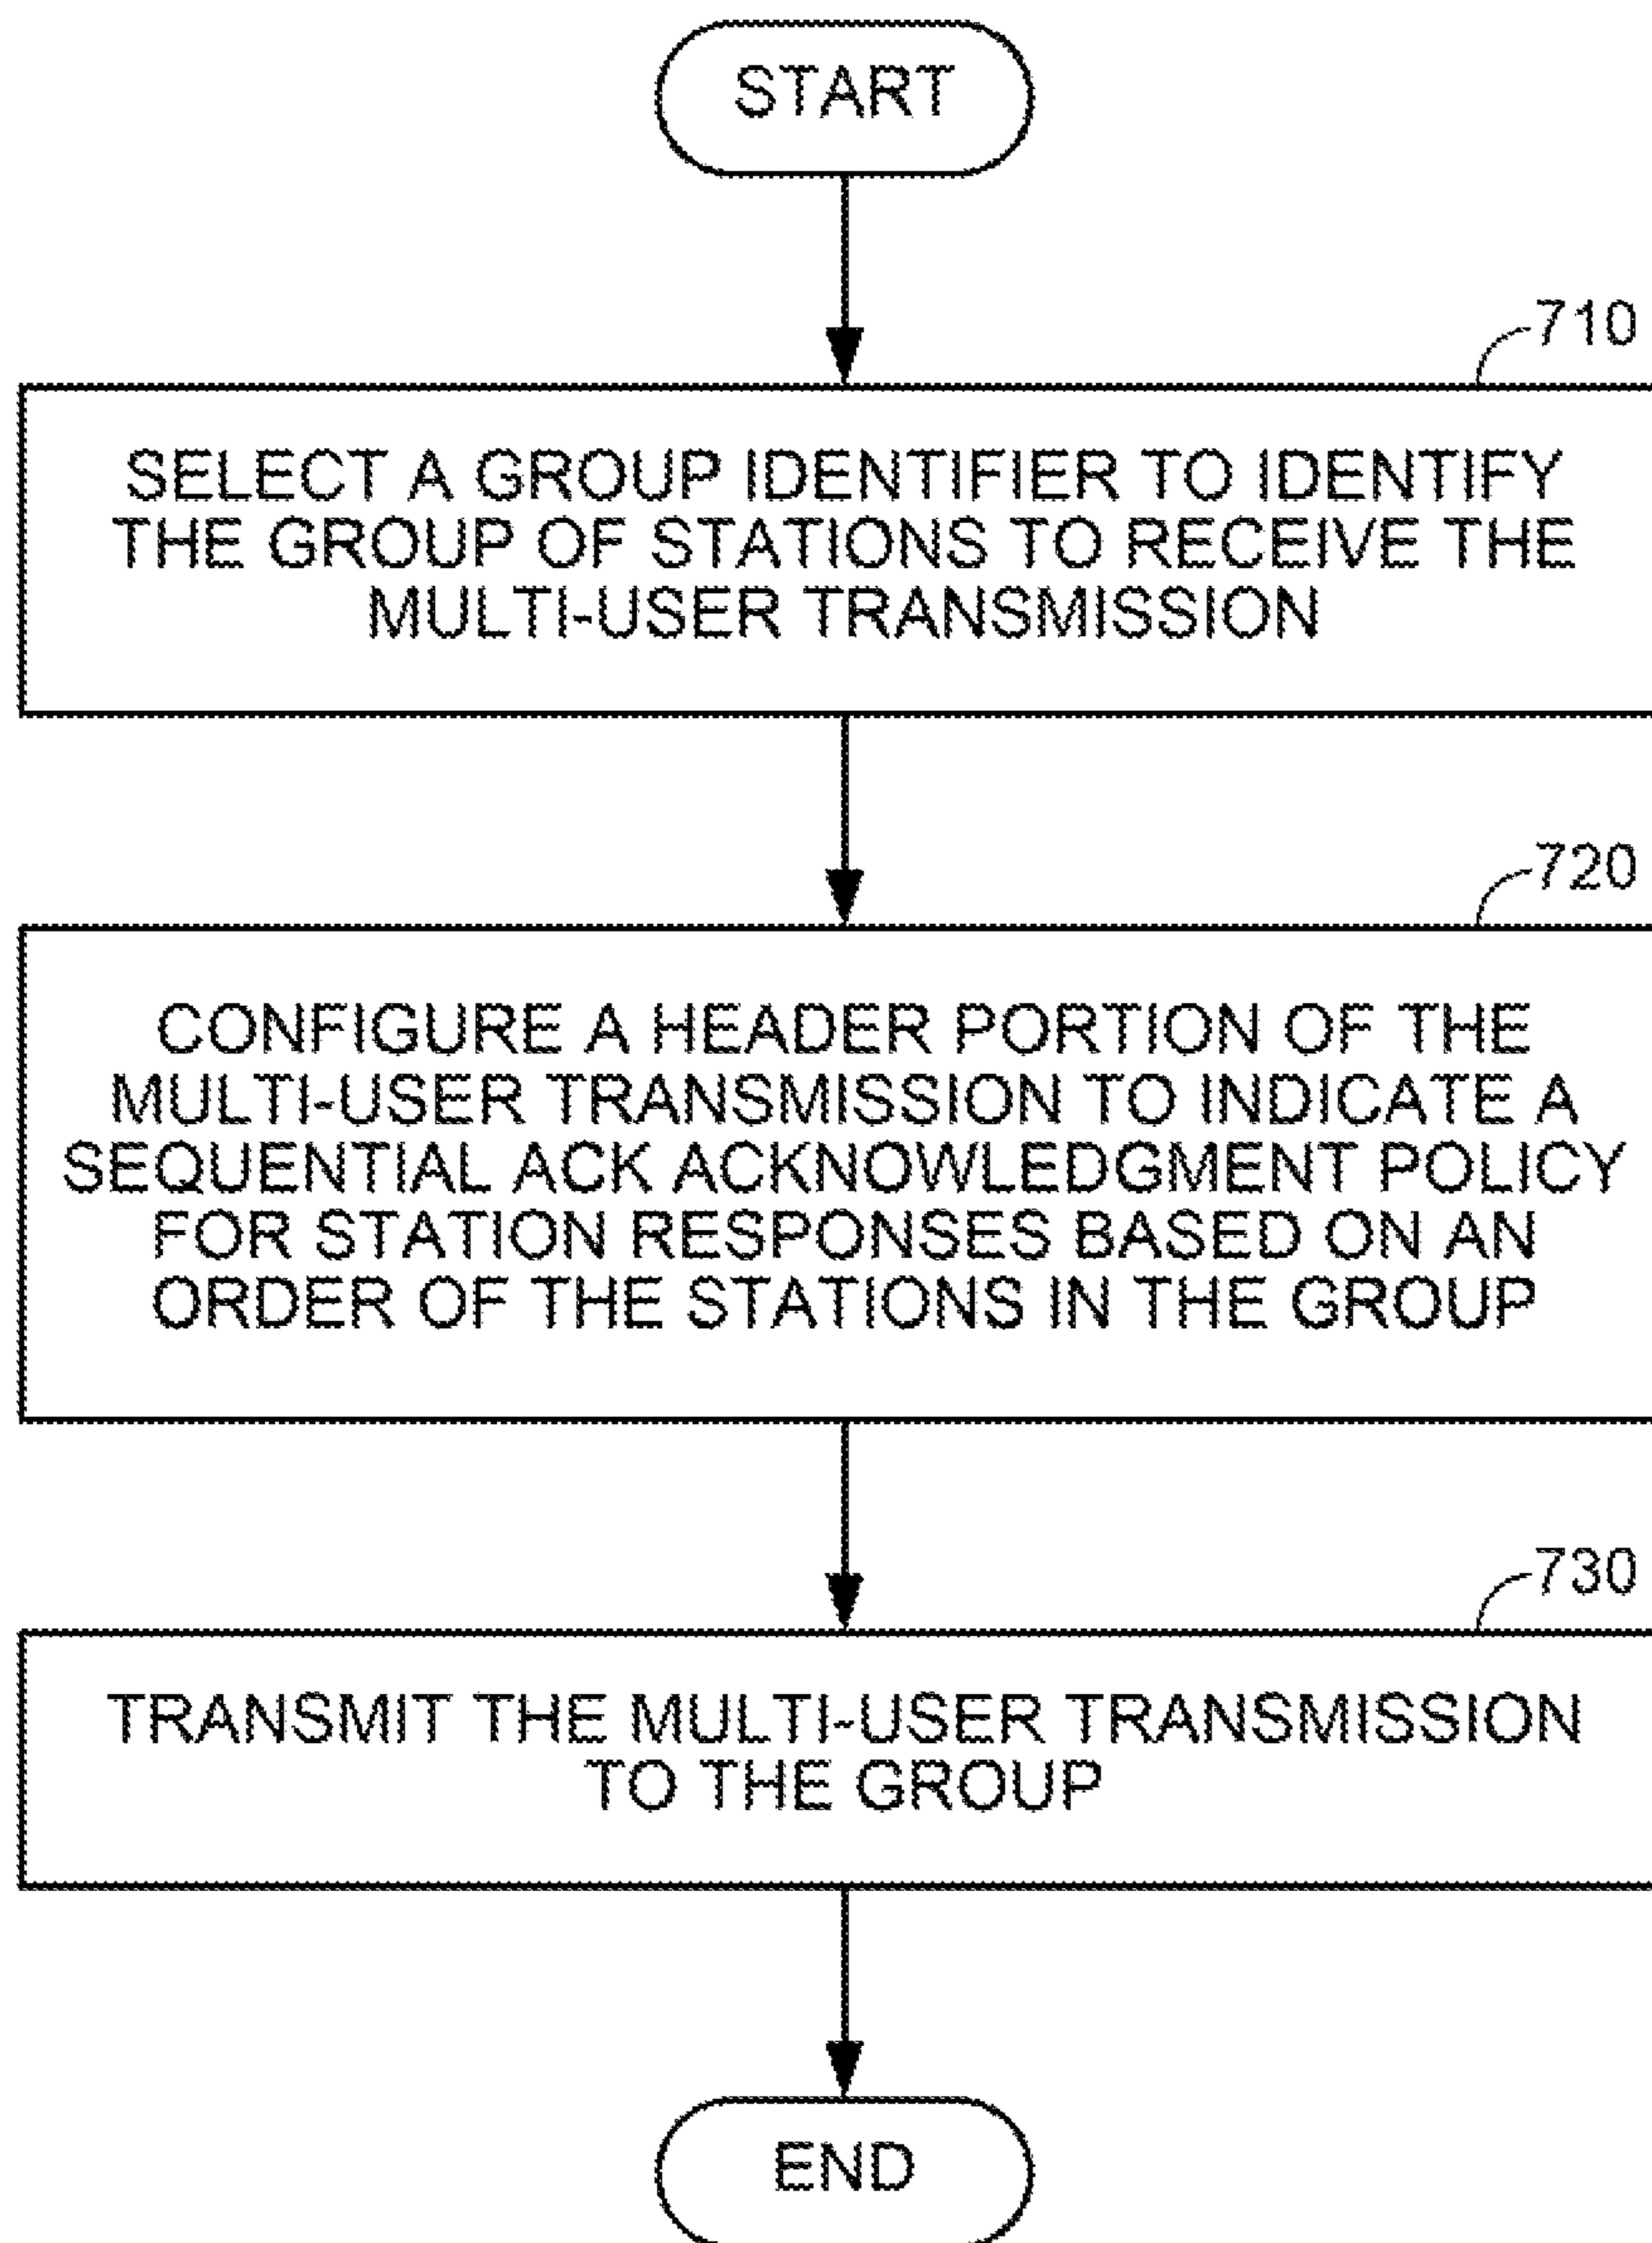 START
710
SELECT A GROUP IDENTIFIER TO IDENTIFY
THE GROUP OF STATIONS TO RECEIVE THE
MULTI-USER TRANSMISSION
720
CONFIGURE A HEADER PORTION OF THE
MULTI-USER TRANSMISSION TO INDICATE A
SEQUENTIAL ACK ACKNOWLEDGMENT POLICY
FOR STATION RESPONSES BASED ON AN
ORDER OF THE STATIONS IN THE GROUP
730
TRANSMIT THE MULTI-USER TRANSMISSION
TO THE GROUP
END